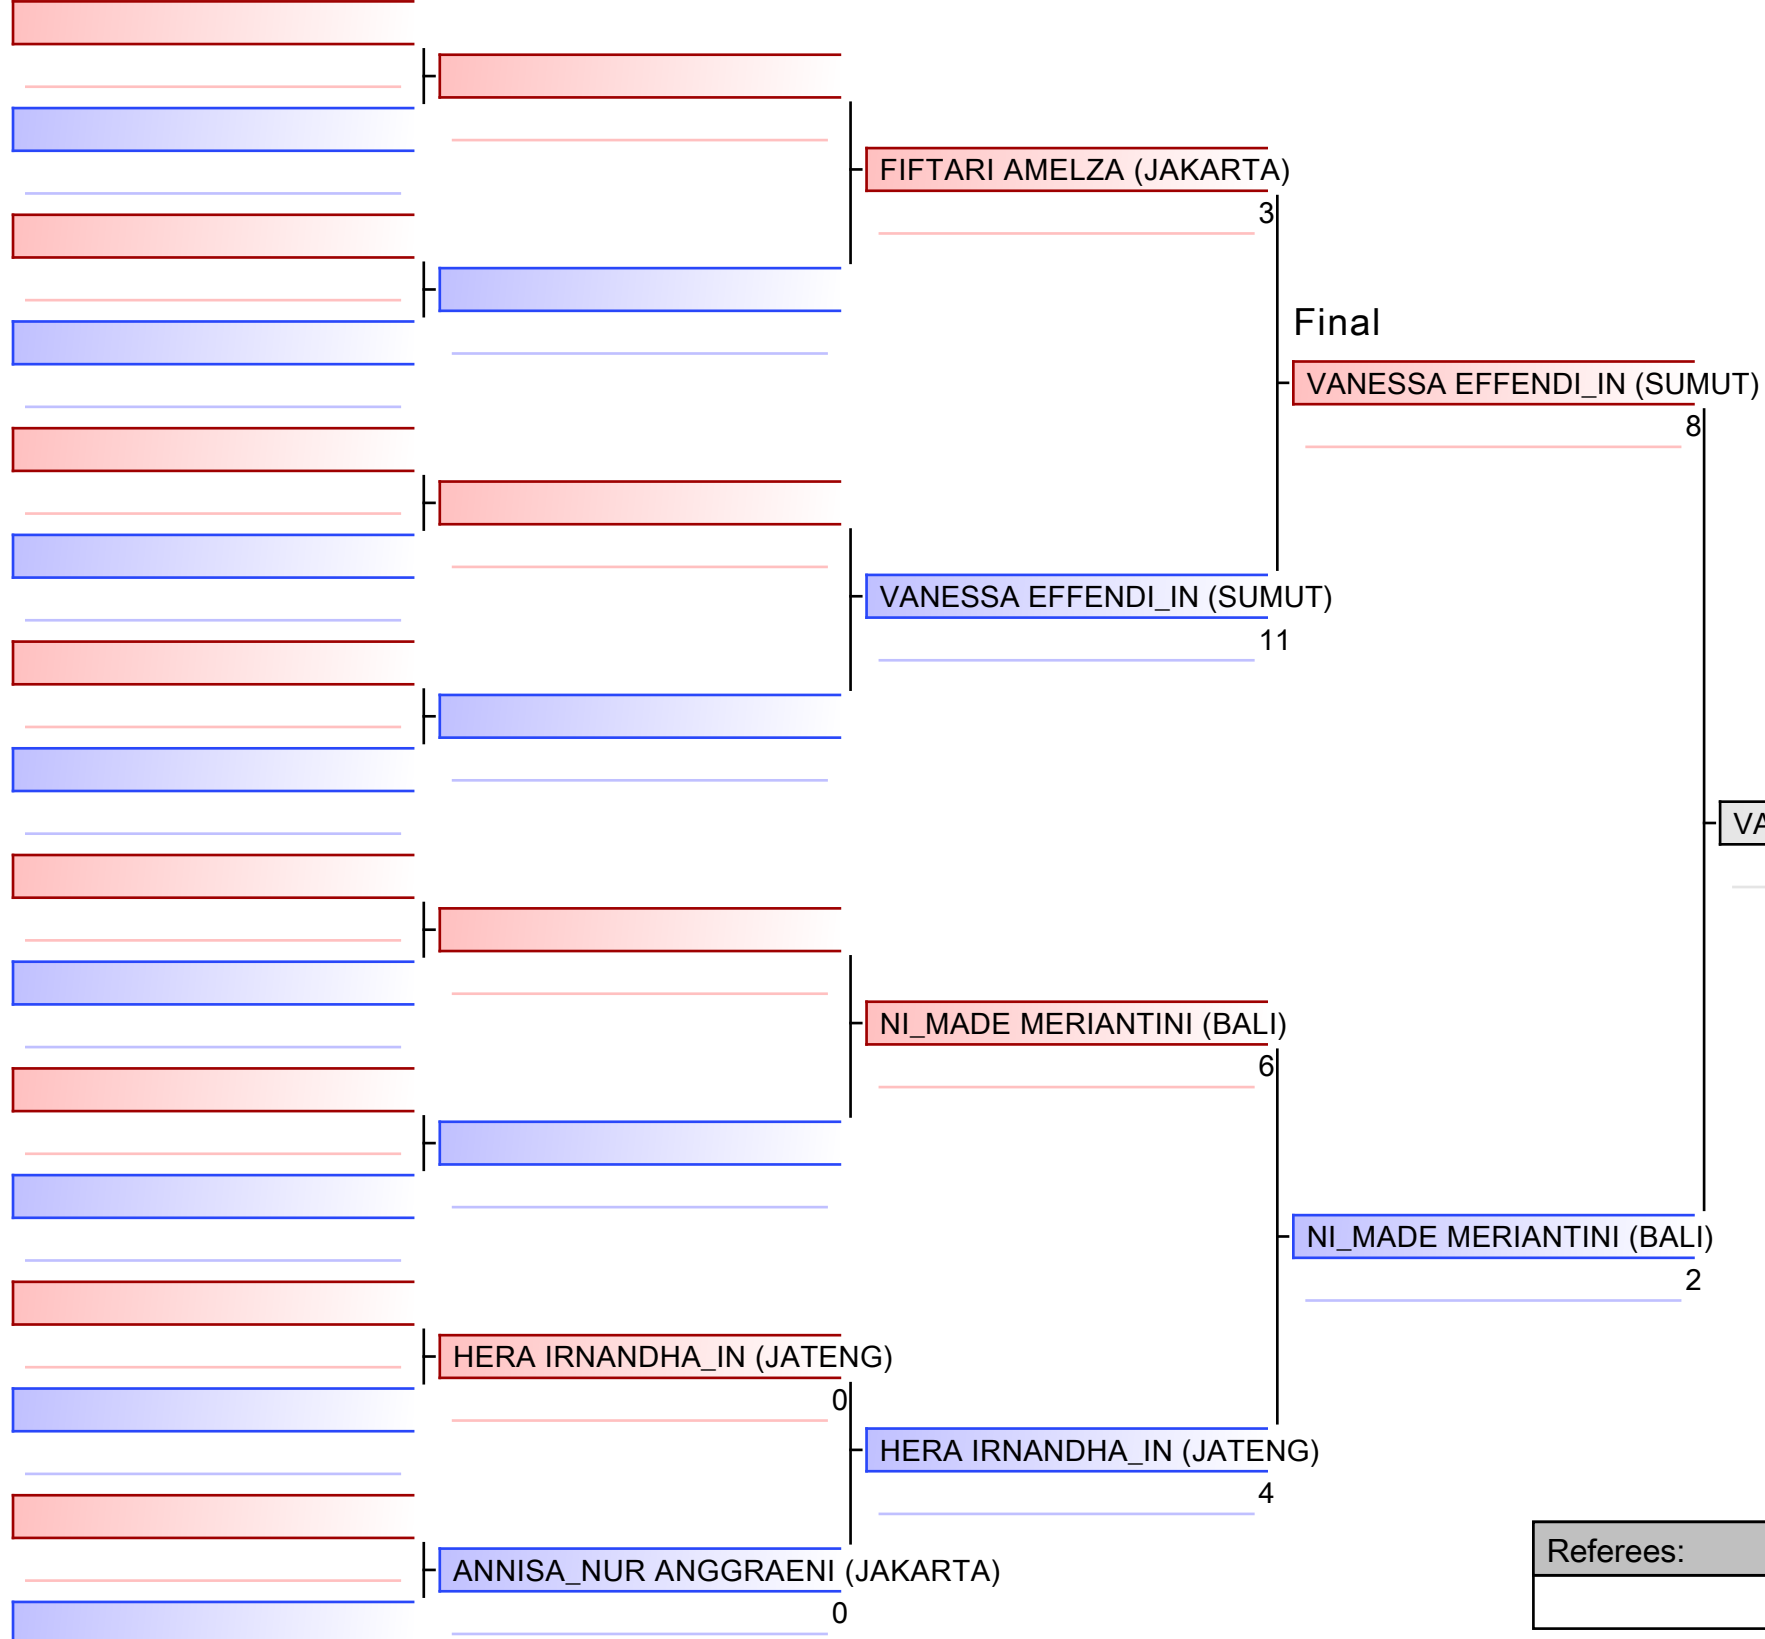 FIFTARI AMELZA (JAKARTA)
3
Final
VANESSA EFFENDI_IN (SUMUT)
8
VANESSA EFFENDI_IN (SUMUT)
11
VA
NI_MADE MERIANTINI (BALI)
6
NI_MADE MERIANTINI (BALI)
2
HERA IRNANDHA_IN (JATENG)
0
HERA IRNANDHA_IN (JATENG)
4
Referees:
ANNISA_NUR ANGGRAENI (JAKARTA)
0